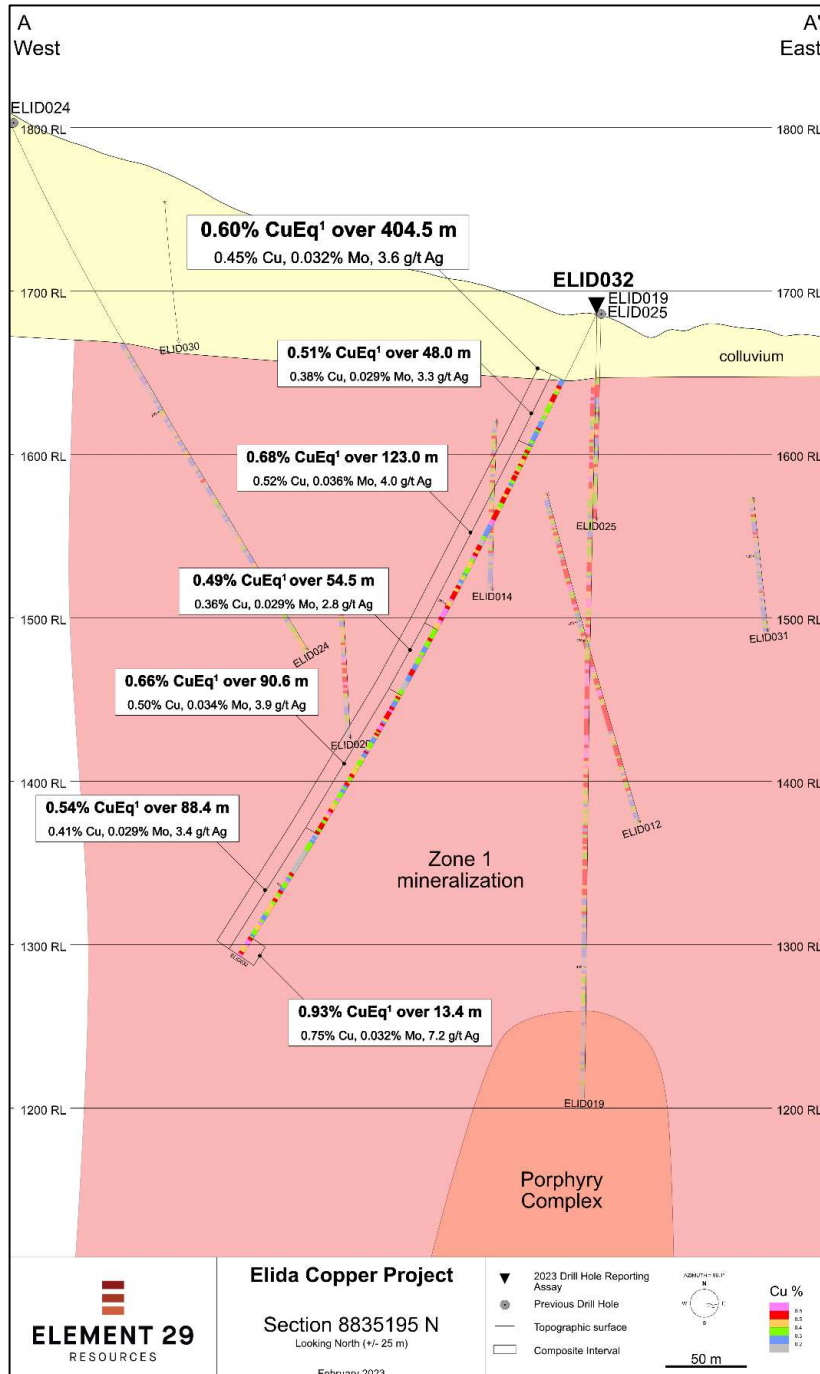 A
A'
West
East
ELID024
1800 RL
1800 RL
0.60% CuEq¹ over 404.5 m
0.45% Cu, 0.032% Mo, 3.6 g/t Ag
1700 RL
1700 RL
ELID032
ELID019
ELID025
ELID030
0.51% CuEq¹ over 48.0 m
0.38% Cu, 0.029% Mo, 3.3 g/t Ag
colluvium
1600 RL
1600 RL
0.68% CuEq¹ over 123.0 m
0.52% Cu, 0.036% Mo, 4.0 g/t Ag
ELID025
0.49% CuEq¹ over 54.5 m
0.36% Cu, 0.029% Mo, 2.8 g/t Ag
ELID014
1500 RL
1500 RL
ELID031
ELID024
0.66% CuEq¹ over 90.6 m
0.50% Cu, 0.034% Mo, 3.9 g/t Ag
ELID020
1400 RL
1400 RL
0.54% CuEq¹ over 88.4 m
0.41% Cu, 0.029% Mo, 3.4 g/t Ag
ELID012
Zone 1
mineralization
1300 RL
1300 RL
ELID032
0.93% CuEq¹ over 13.4 m
0.75% Cu, 0.032% Mo, 7.2 g/t Ag
1200 RL
1200 RL
ELID019
Porphyry
Complex
ELEMENT 29
RESOURCES
Elida Copper Project
Section 8835195 N
Looking North (+/- 25 m)
February 2023
2023 Drill Hole Reporting
Assay
Previous Drill Hole
Topographic surface
Composite Interval
N
W
E
S
50 m
Cu %
0.5
0.4
0.3
0.2